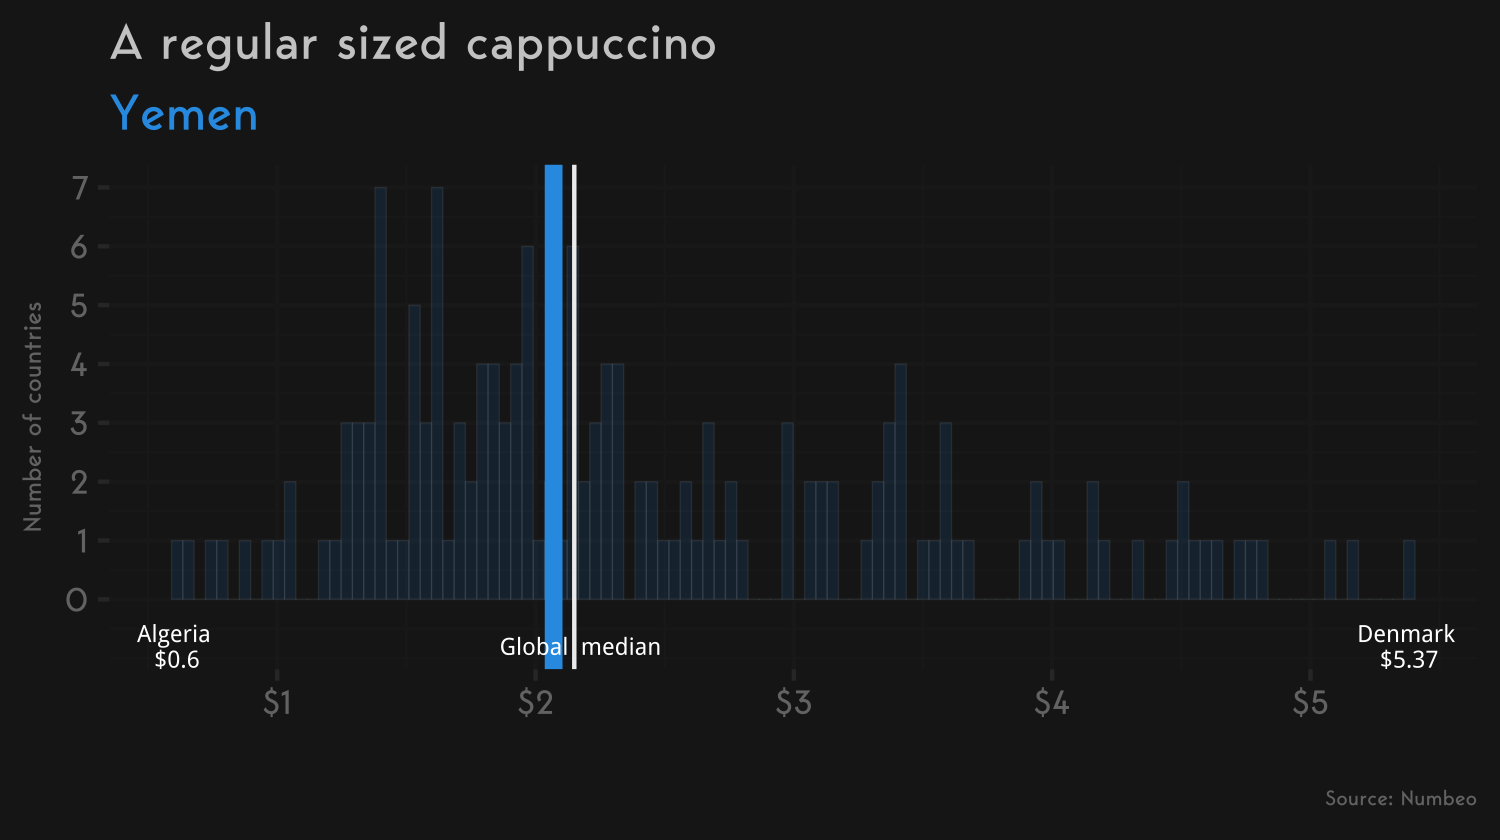 A regular sized cappuccino
Yemen
Number of countries
7
6
5
4
3
2
1
0
Algeria
$0.6
Global median
Denmark
$5.37
$1 $2 $3 $4 $5
Source: Numbeo